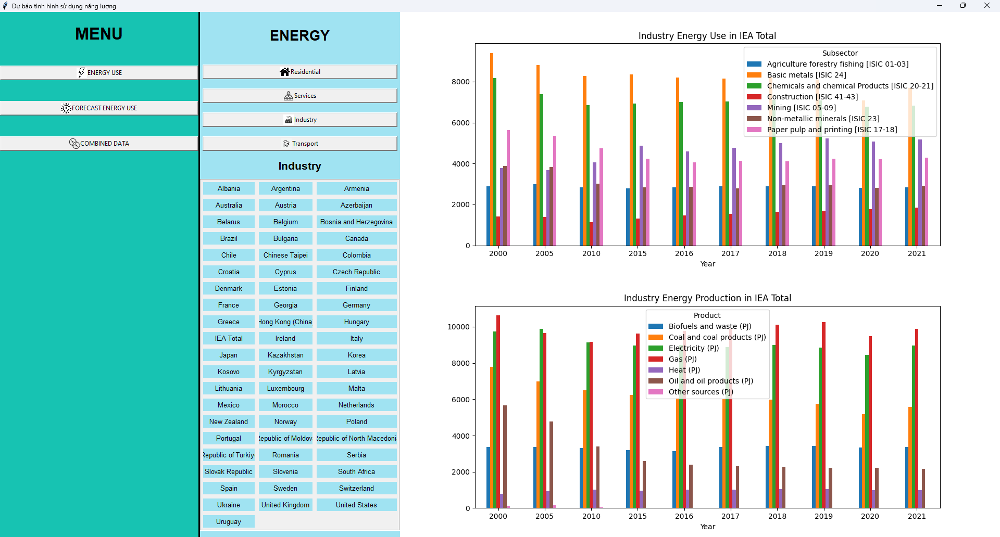 Dự báo tình hình sử dụng năng lượng
MENU
ENERGY USE
FORECAST ENERGY USE
COMBINED DATA
ENERGY
Residential
Services
Industry
Transport
Industry
Albania Argentina Armenia
Australia Austria Azerbaijan
Belarus Belgium Bosnia and Herzegovina
Brazil Bulgaria Canada
Chile Chinese Taipei Colombia
Croatia Cyprus Czech Republic
Denmark Estonia Finland
France Georgia Germany
Greece Hong Kong (China Hungary
IEA Total Ireland Italy
Japan Kazakhstan Korea
Kosovo Kyrgyzstan Latvia
Lithuania Luxembourg Malta
Mexico Morocco Netherlands
New Zealand Norway Poland
Portugal Republic of Moldov Republic of North Macedoni
Republic of Türkiy Romania Serbia
Slovak Republic Slovenia South Africa
Spain Sweden Switzerland
Ukraine United Kingdom United States
Uruguay
Industry Energy Use in IEA Total
Subsector
Agriculture forestry fishing [ISIC 01-03]
Basic metals [ISIC 24]
Chemicals and chemical Products [ISIC 20-21]
Construction [ISIC 41-43]
Mining [ISIC 05-09]
Non-metallic minerals [ISIC 23]
Paper pulp and printing [ISIC 17-18]
8000
6000
4000
2000
0
2000 2005 2010 2015 2016 2017 2018 2019 2020 2021
Year
Industry Energy Production in IEA Total
Product
Biofuels and waste (PJ)
Coal and coal products (PJ)
Electricity (PJ)
Gas (PJ)
Heat (PJ)
Oil and oil products (PJ)
Other sources (PJ)
10000
8000
6000
4000
2000
0
2000 2005 2010 2015 2016 2017 2018 2019 2020 2021
Year